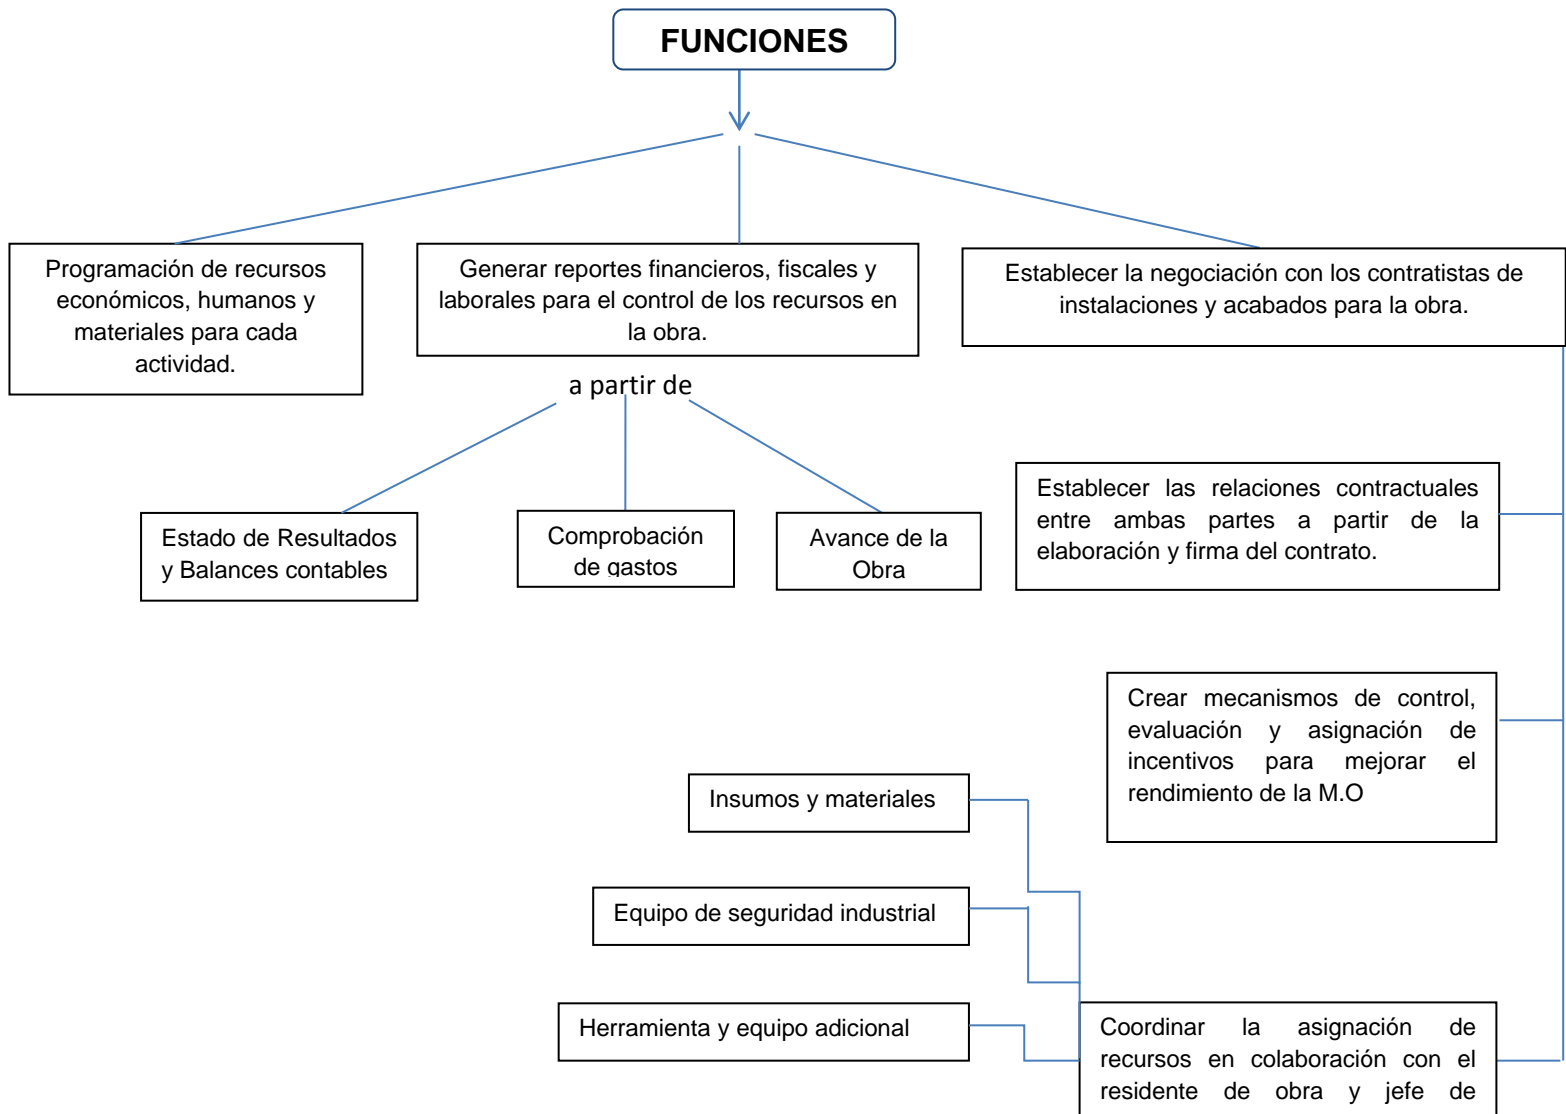 FUNCIONES
Programación de recursos
económicos, humanos y
materiales para cada
actividad.
Generar reportes financieros, fiscales y
laborales para el control de los recursos en
la obra.
Establecer la negociación con los contratistas de
instalaciones y acabados para la obra.
a partir de
Estado de Resultados
y Balances contables
Comprobación
de gastos
Avance de la
Obra
Establecer las relaciones contractuales
entre ambas partes a partir de la
elaboración y firma del contrato.
Crear mecanismos de control,
evaluación y asignación de
incentivos para mejorar el
rendimiento de la M.O
Insumos y materiales
Equipo de seguridad industrial
Herramienta y equipo adicional
Coordinar la asignación de
recursos en colaboración con el
residente de obra y jefe de